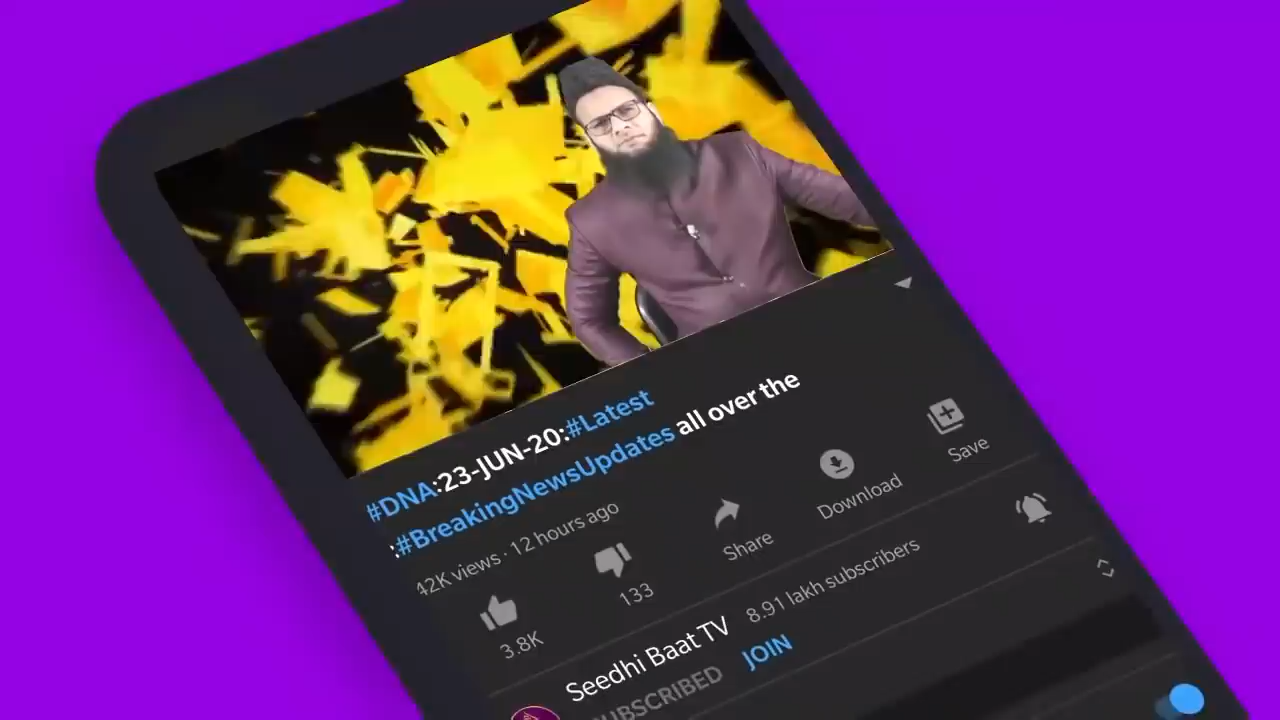 #DNA:23-JUN-20:#Latest
:#BreakingNewsUpdates all over the
42K views · 12 hours ago
3.8K
133
Share
Download
Save
Seedhi Baat TV 8.91 lakh subscribers
UBSCRIBED JOIN